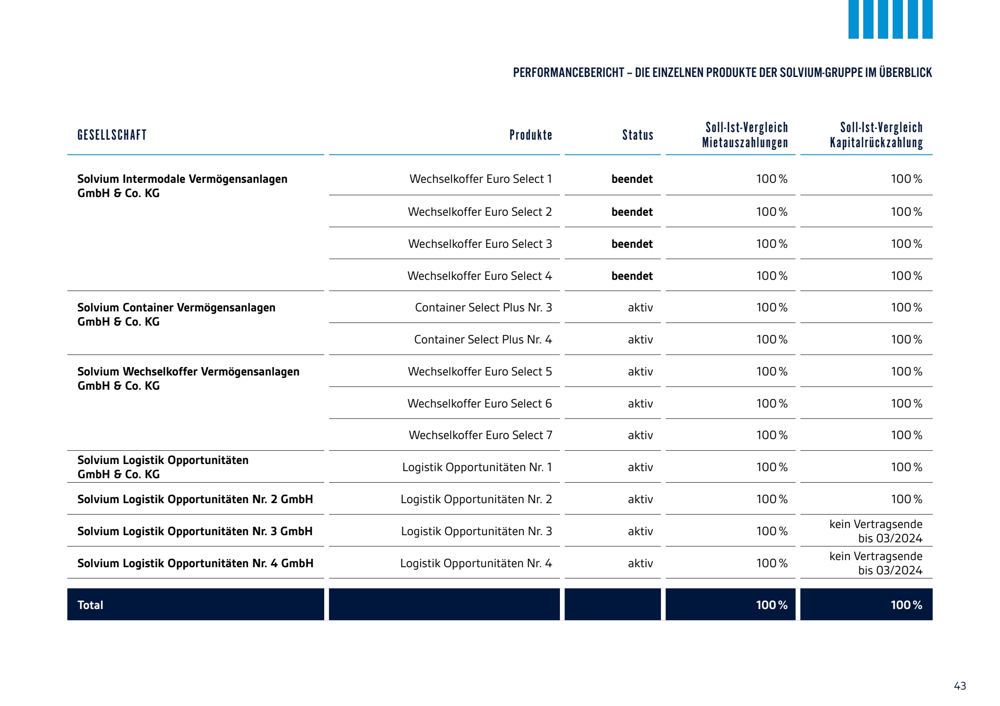 PERFORMANCEBERICHT – DIE EINZELNEN PRODUKTE DER SOLVIUM-GRUPPE IM ÜBERBLICK
GESELLSCHAFT Produkte Status Soll-Ist-Vergleich Mietauszahlungen Soll-Ist-Vergleich Kapitalrückzahlung
Solvium Intermodale Vermögensanlagen Wechselkoffer Euro Select 1 beendet 100 % 100 %
GmbH & Co. KG
Wechselkoffer Euro Select 2 beendet 100 % 100 %
Wechselkoffer Euro Select 3 beendet 100 % 100 %
Wechselkoffer Euro Select 4 beendet 100 % 100 %
Solvium Container Vermögensanlagen Container Select Plus Nr. 3 aktiv 100 % 100 %
GmbH & Co. KG
Container Select Plus Nr. 4 aktiv 100 % 100 %
Solvium Wechselkoffer Vermögensanlagen Wechselkoffer Euro Select 5 aktiv 100 % 100 %
GmbH & Co. KG
Wechselkoffer Euro Select 6 aktiv 100 % 100 %
Wechselkoffer Euro Select 7 aktiv 100 % 100 %
Solvium Logistik Opportunitäten
GmbH & Co. KG Logistik Opportunitäten Nr. 1 aktiv 100 % 100 %
Solvium Logistik Opportunitäten Nr. 2 GmbH Logistik Opportunitäten Nr. 2 aktiv 100 % 100 %
Solvium Logistik Opportunitäten Nr. 3 GmbH Logistik Opportunitäten Nr. 3 aktiv 100 % kein Vertragsende
bis 03/2024
Solvium Logistik Opportunitäten Nr. 4 GmbH Logistik Opportunitäten Nr. 4 aktiv 100 % kein Vertragsende
bis 03/2024
Total 100 % 100 %
43